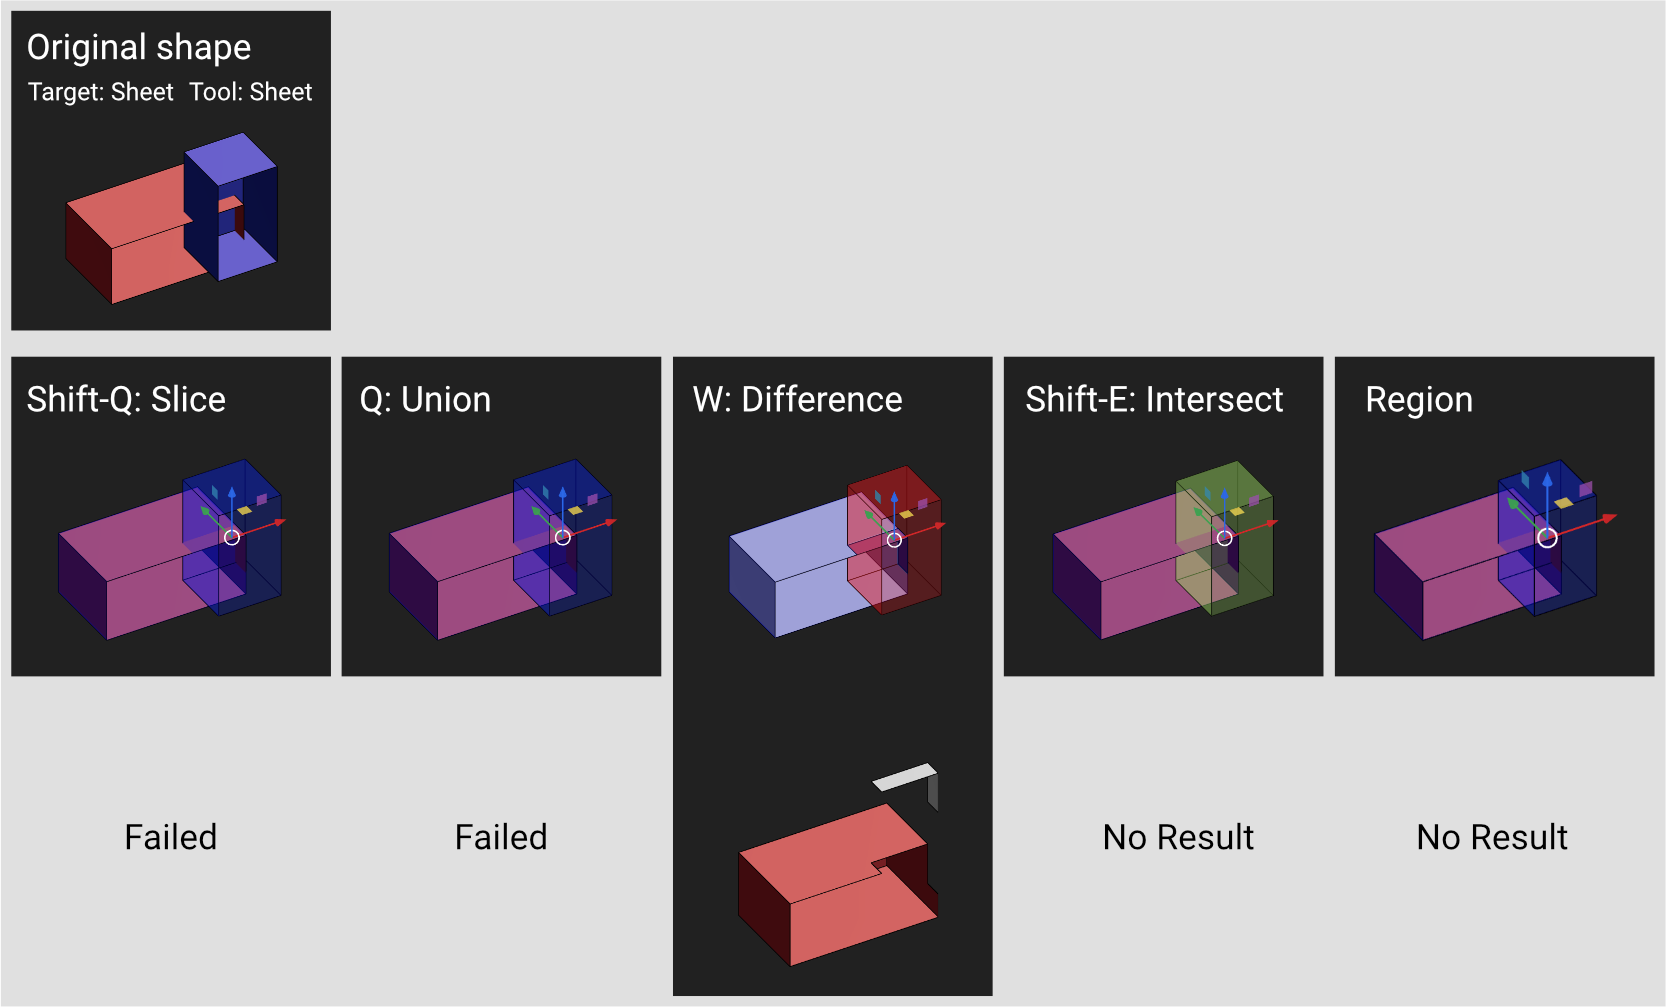 Original shape
Target: Sheet Tool: Sheet
Shift-Q: Slice
Q: Union
W: Difference
Shift-E: Intersect
Region
Failed
Failed
No Result
No Result